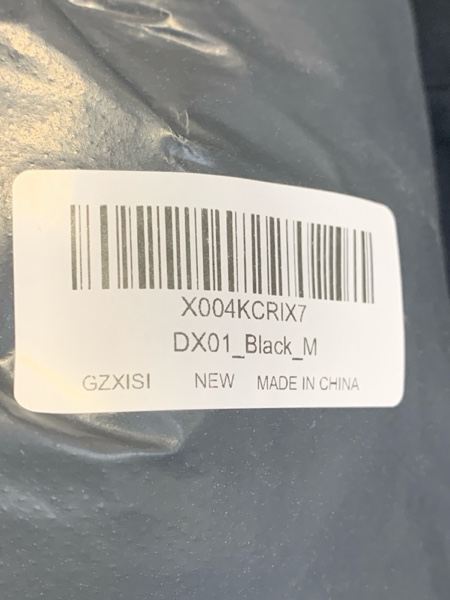 X004KCRIX7
DX01_Black_M
GZXISI NEW MADE IN CHINA